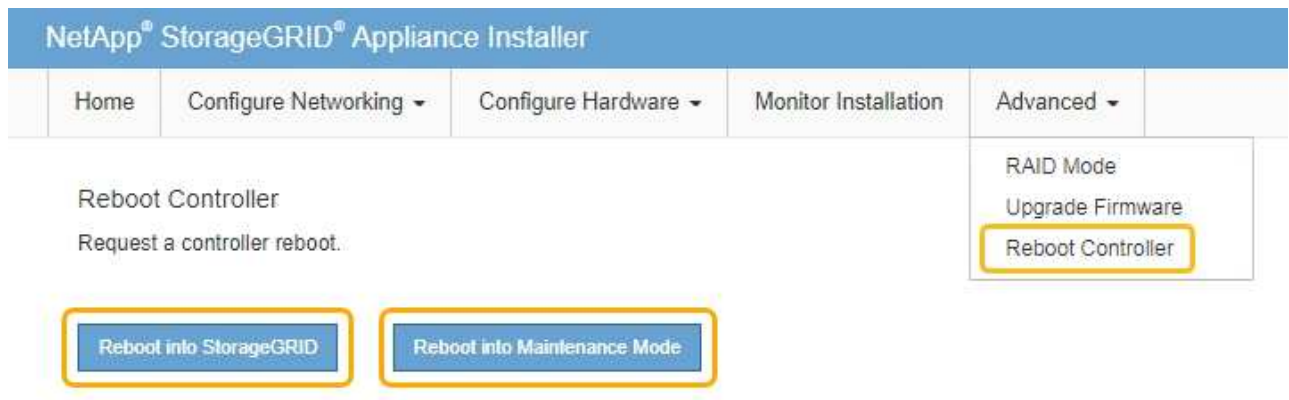 NetApp® StorageGRID® Appliance Installer
Home Configure Networking Configure Hardware Monitor Installation Advanced
RAID Mode
Upgrade Firmware
Reboot Controller
Reboot Controller
Request a controller reboot.
Reboot into StorageGRID Reboot into Maintenance Mode